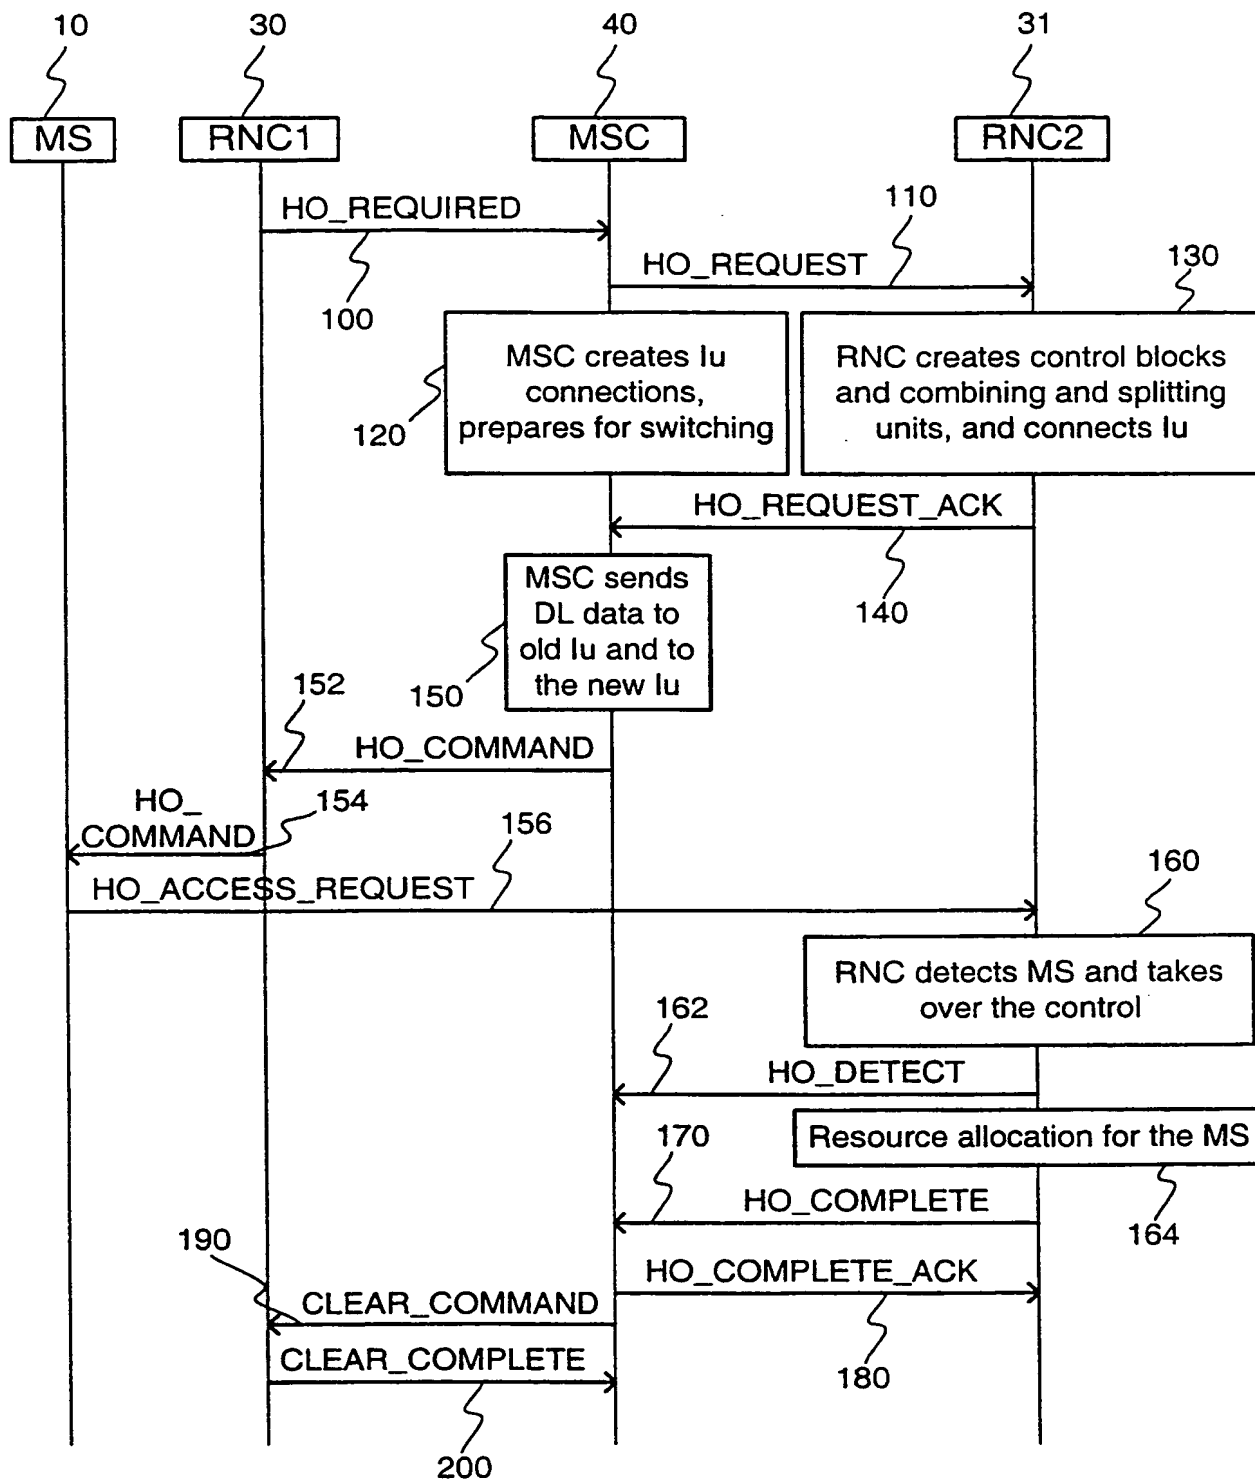 10
30
40
31
MS
RNC1
MSC
RNC2
HO_REQUIRED
110
HO_REQUEST
130
100
MSC creates Iu
connections,
prepares for switching
RNC creates control blocks
and combining and splitting
units, and connects Iu
120
HO_REQUEST_ACK
MSC sends
DL data to
old Iu and to
the new Iu
140
150
152
HO_COMMAND
HO_
COMMAND
154
156
HO_ACCESS_REQUEST
160
RNC detects MS and takes
over the control
162
HO_DETECT
Resource allocation for the MS
170
HO_COMPLETE
164
190
HO_COMPLETE_ACK
CLEAR_COMMAND
CLEAR_COMPLETE
180
200